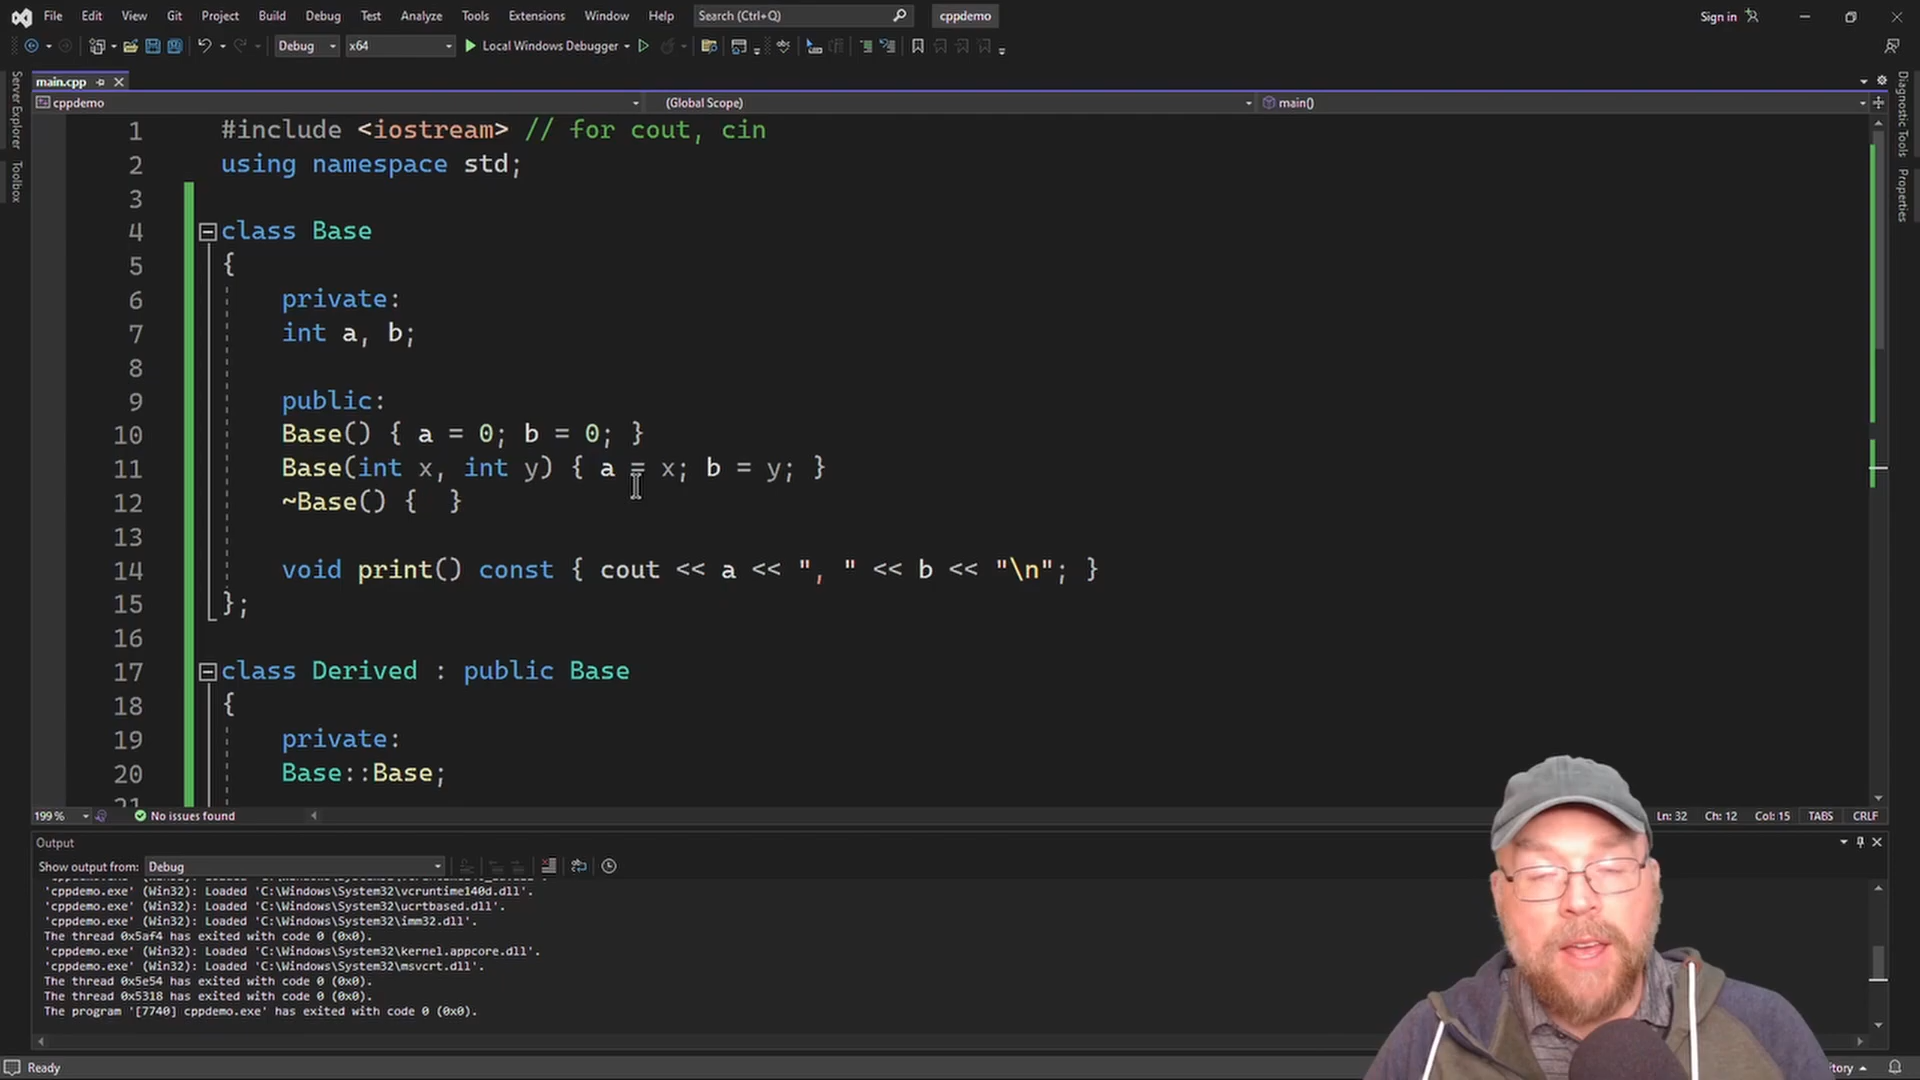 File Edit View Git Project Build Debug Test Analyze Tools Extensions Window Help Search (Ctrl+Q) cppdemo Sign in
Debug x64 Local Windows Debugger
main.cpp
cppdemo (Global Scope) main()
Server Explorer
Toolbox
Diagnostic Tools
Properties
1 #include <iostream> // for cout, cin
2 using namespace std;
3
4 class Base
5 {
6 private:
7 int a, b;
8
9 public:
10 Base() { a = 0; b = 0; }
11 Base(int x, int y) { a = x; b = y; }
12 ~Base() {  }
13
14 void print() const { cout << a << ", " << b << "\n"; }
15 };
16
17 class Derived : public Base
18 {
19 private:
20 Base::Base;
21
199 % No issues found Ln: 32 Ch: 12 Col: 15 TABS CRLF
Output
Show output from: Debug
'cppdemo.exe' (Win32): Loaded 'C:\Windows\System32\vcruntime140d.dll'.
'cppdemo.exe' (Win32): Loaded 'C:\Windows\System32\ucrtbased.dll'.
'cppdemo.exe' (Win32): Loaded 'C:\Windows\System32\imm32.dll'.
The thread 0x5af4 has exited with code 0 (0x0).
'cppdemo.exe' (Win32): Loaded 'C:\Windows\System32\kernel.appcore.dll'.
'cppdemo.exe' (Win32): Loaded 'C:\Windows\System32\msvcrt.dll'.
The thread 0x5e54 has exited with code 0 (0x0).
The thread 0x5318 has exited with code 0 (0x0).
The program '[7740] cppdemo.exe' has exited with code 0 (0x0).
Ready